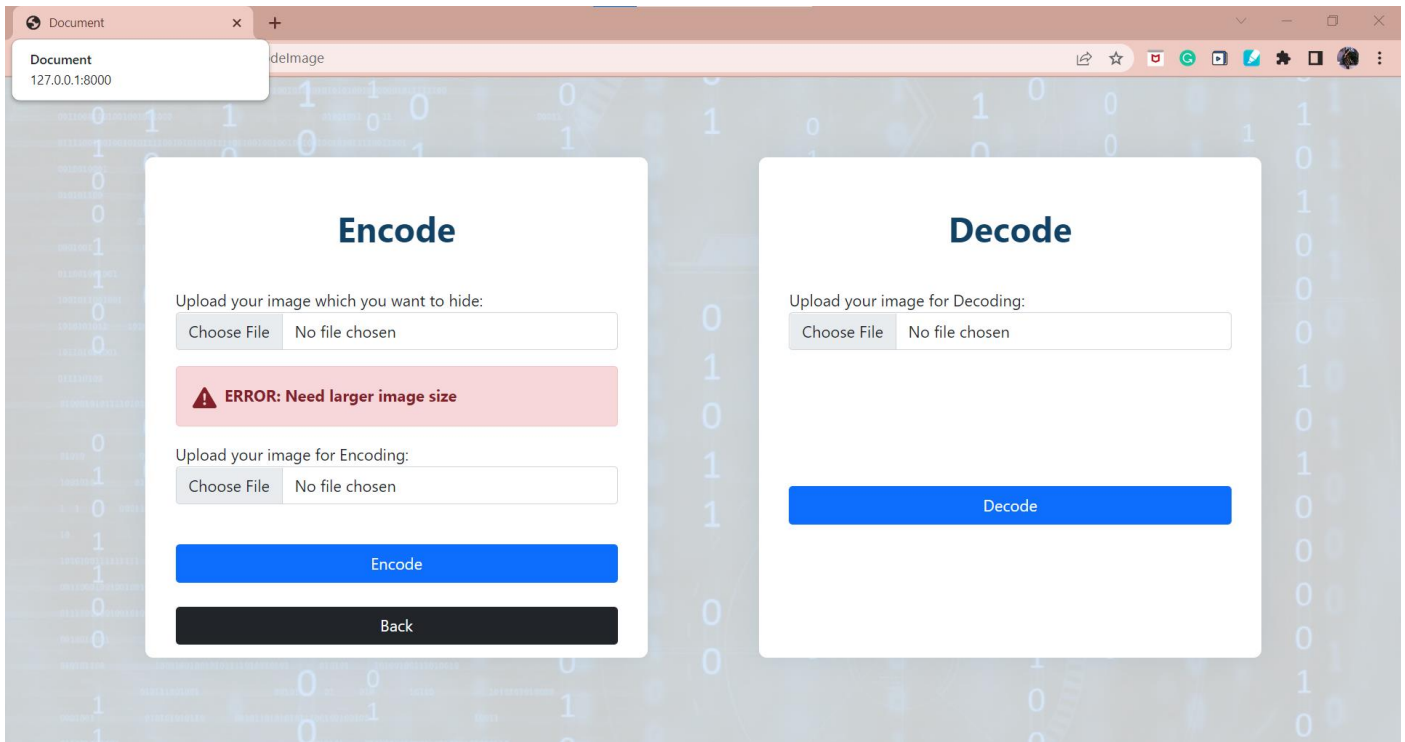 Document
Document
127.0.0.1:8000
deImage
Encode
Upload your image which you want to hide:
Choose File No file chosen
ERROR: Need larger image size
Upload your image for Encoding:
Choose File No file chosen
Encode
Back
Decode
Upload your image for Decoding:
Choose File No file chosen
Decode